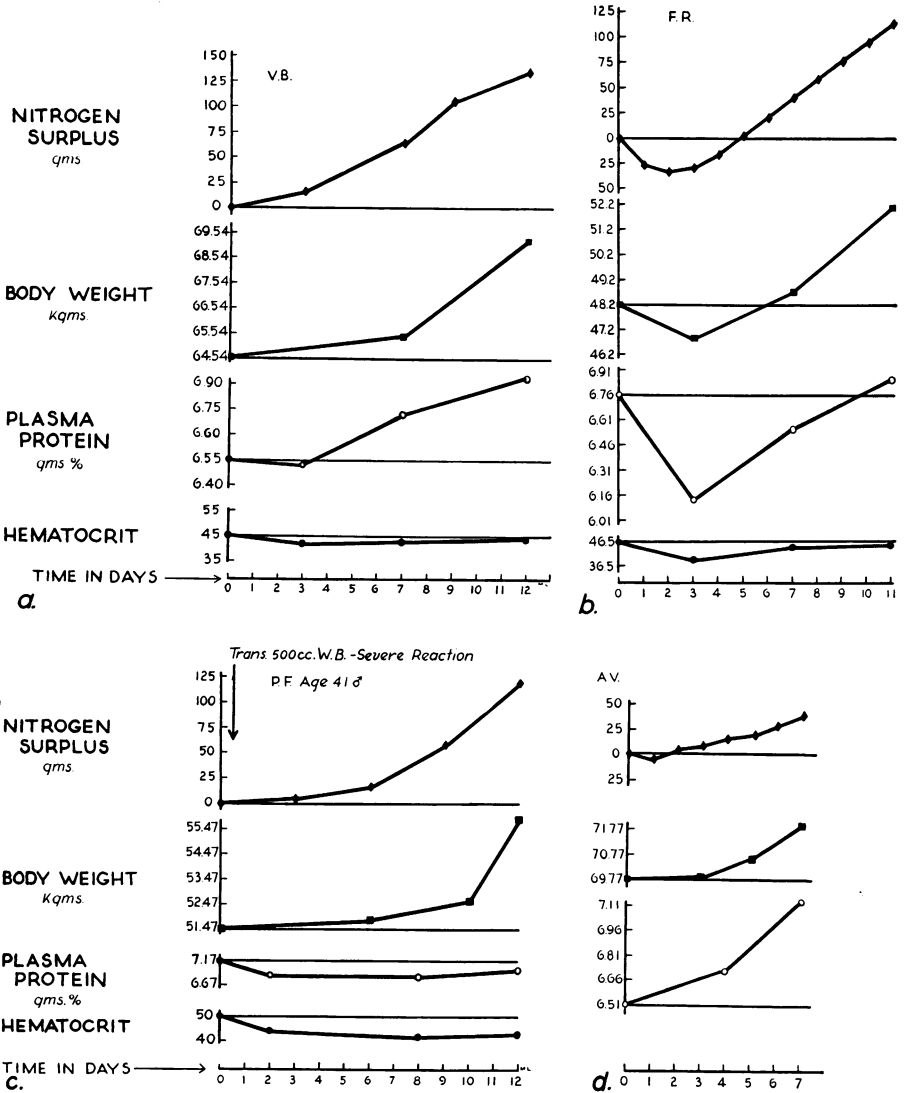 V.B.
NITROGEN
SURPLUS
gms
150
125
100
75
50
25
0
BODY WEIGHT
Kgms.
69.54
68.54
67.54
66.54
65.54
64.54
PLASMA
PROTEIN
gms %
6.90
6.75
6.60
6.55
6.40
HEMATOCRIT
55
45
35
TIME IN DAYS
0 1 2 3 4 5 6 7 8 9 10 11 12
a.
F.R.
125
100
75
50
25
0
25
50
52.2
51.2
50.2
49.2
48.2
47.2
46.2
6.91
6.76
6.61
6.46
6.31
6.16
6.01
46.5
36.5
0 1 2 3 4 5 6 7 8 9 10 11
b.
Trans. 500cc. W.B. - Severe Reaction
P.F. Age 41 ♂
NITROGEN
SURPLUS
gms.
125
100
75
50
25
0
BODY WEIGHT
Kgms.
55.47
54.47
53.47
52.47
51.47
PLASMA
PROTEIN
gms. %
7.17
6.67
HEMATOCRIT
50
40
TIME IN DAYS
0 1 2 3 4 5 6 7 8 9 10 11 12
c.
A.V.
50
25
0
25
71.77
70.77
69.77
7.11
6.96
6.81
6.66
6.51
0 1 2 3 4 5 6 7
d.